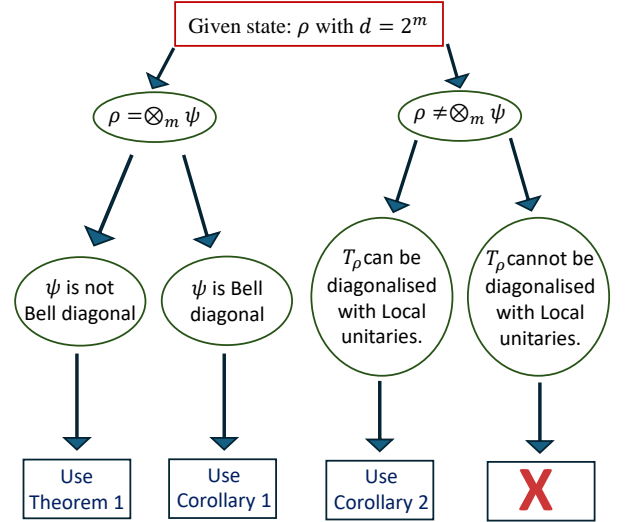 Given state: ρ with d = 2^m
ρ = ⊗_m ψ
ρ ≠ ⊗_m ψ
ψ is not
Bell diagonal
ψ is Bell
diagonal
T_ρ can be
diagonalised
with Local
unitaries.
T_ρ cannot be
diagonalised
with Local
unitaries.
Use
Theorem 1
Use
Corollary 1
Use
Corollary 2
X